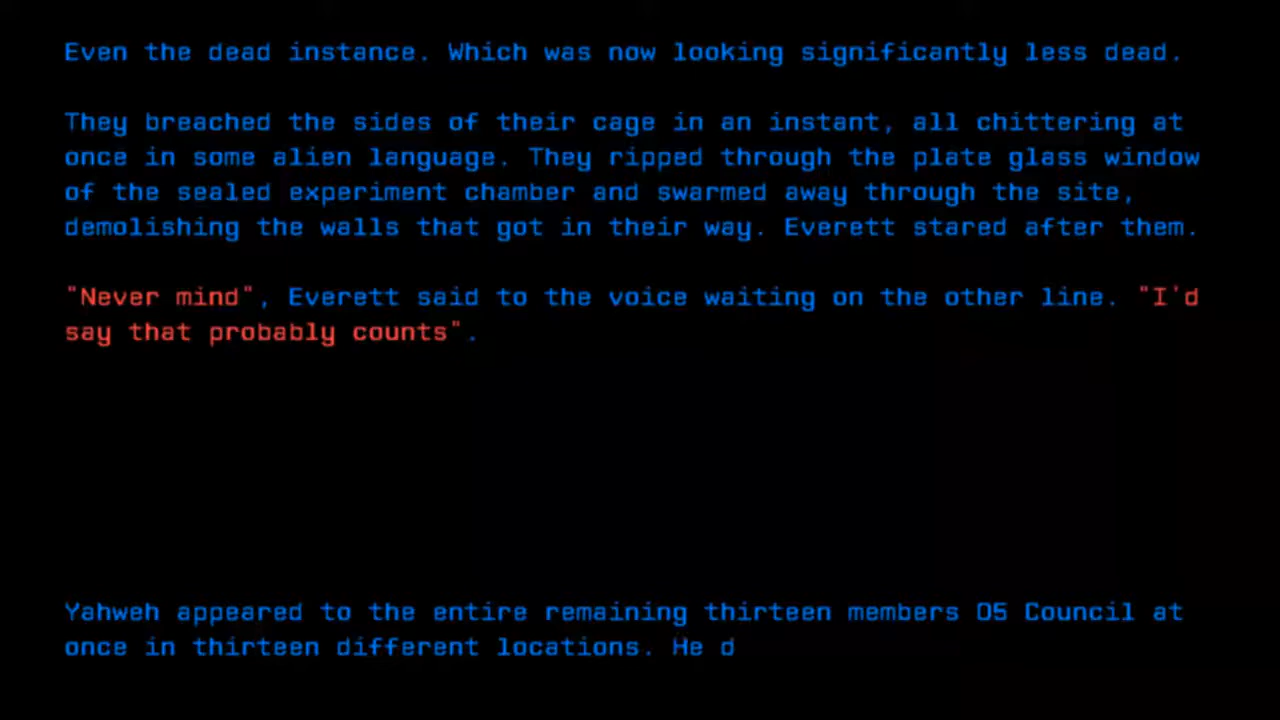 Even the dead instance. Which was now looking significantly less dead.
They breached the sides of their cage in an instant, all chittering at
once in some alien language. They ripped through the plate glass window
of the sealed experiment chamber and swarmed away through the site,
demolishing the walls that got in their way. Everett stared after them.
"Never mind", Everett said to the voice waiting on the other line. "I'd
say that probably counts".
Yahweh appeared to the entire remaining thirteen members O5 Council at
once in thirteen different locations. He d